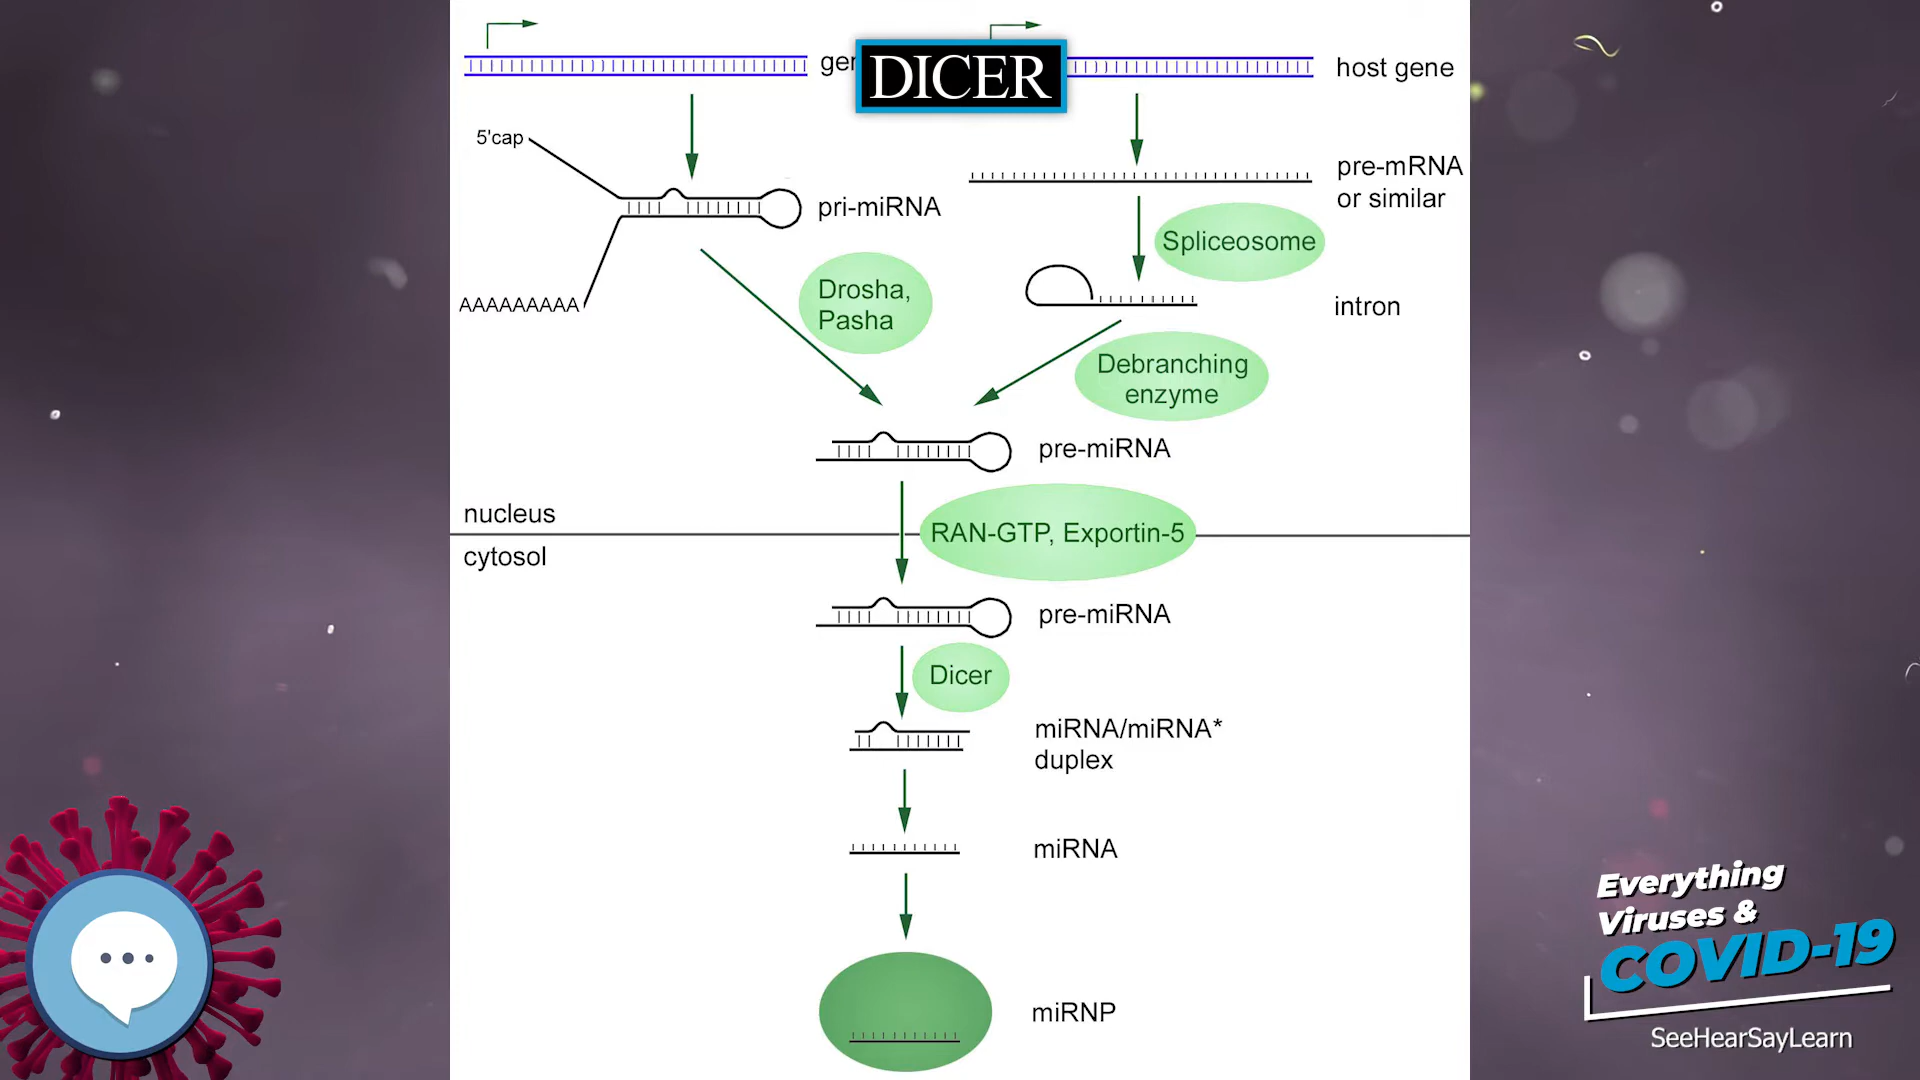 DICER
host gene
5'cap
pri-miRNA
AAAAAAAAA
Drosha,
Pasha
pre-mRNA
or similar
Spliceosome
intron
Debranching
enzyme
pre-miRNA
nucleus
RAN-GTP, Exportin-5
cytosol
pre-miRNA
Dicer
miRNA/miRNA*
duplex
miRNA
miRNP
Everything
Viruses &
COVID-19
SeeHearSayLearn